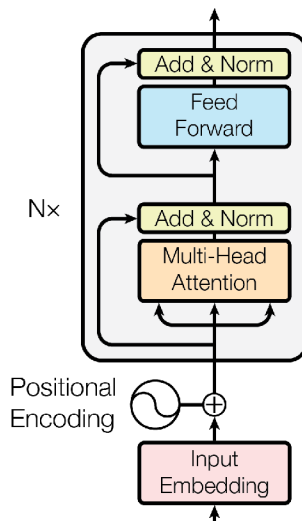 Add & Norm
Feed
Forward
N×
Add & Norm
Multi-Head
Attention
Positional
Encoding
Input
Embedding